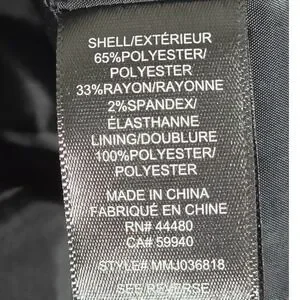 SHELL/EXTÉRIEUR
65%POLYESTER/
POLYESTER
33%RAYON/RAYONNE
2%SPANDEX/
ÉLASTHANNE
LINING/DOUBLURE
100%POLYESTER/
POLYESTER
MADE IN CHINA
FABRIQUÉ EN CHINE
RN# 44480
CA# 59940
STYLE# MMJ036818
SEE REVERSE